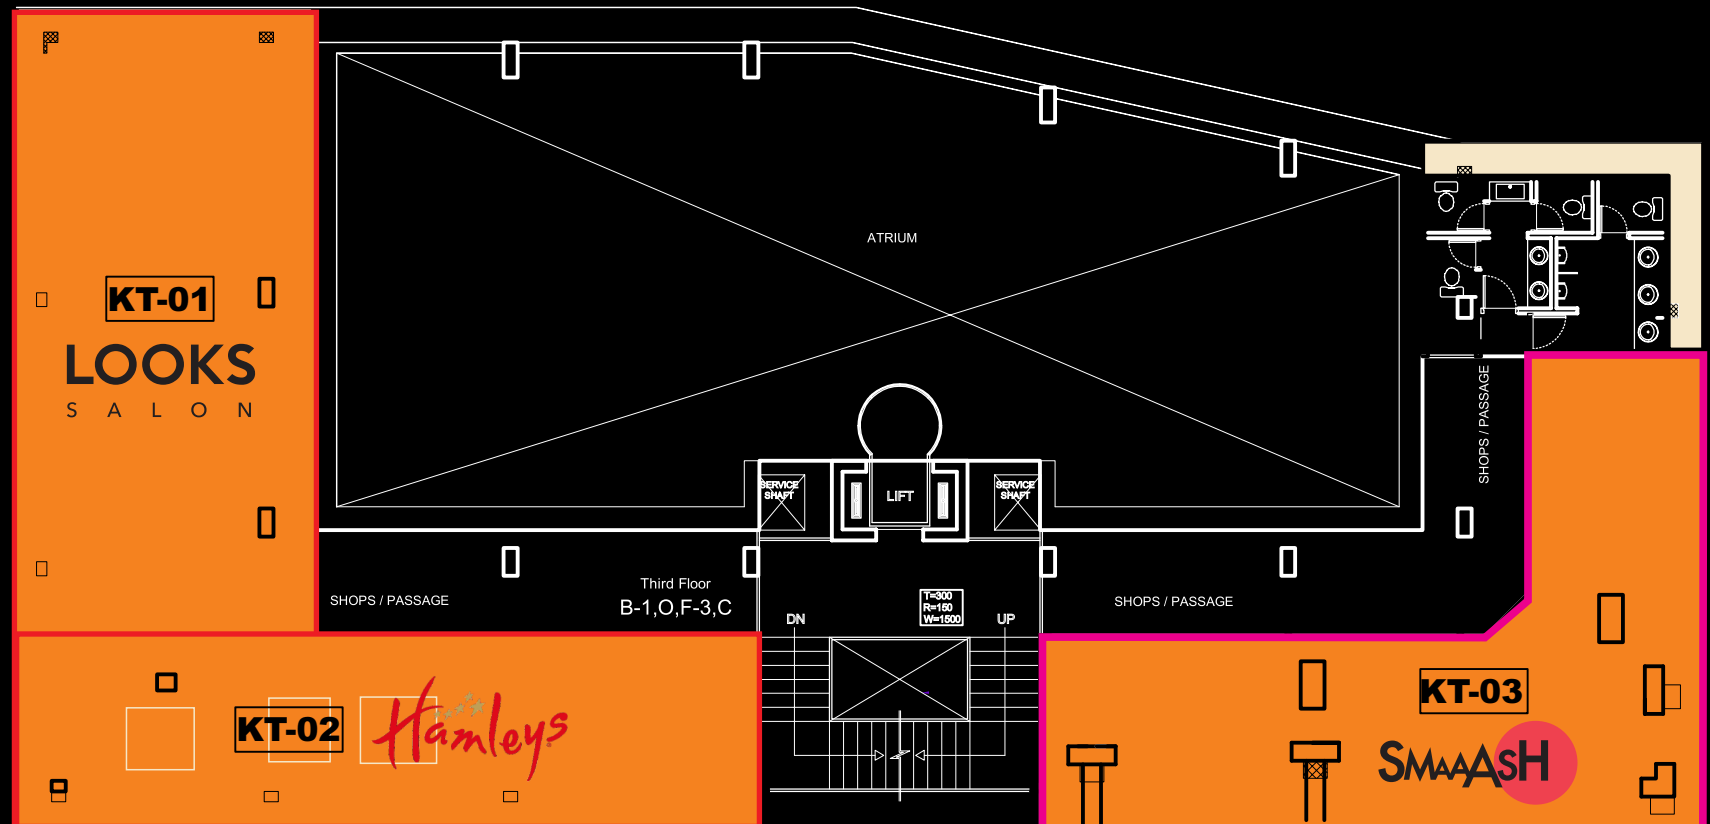 ATRIUM
KT-01
LOOKS
SALON
SHOPS / PASSAGE
SERVICE
SHAFT
LIFT
SERVICE
SHAFT
Third Floor
B-1,O,F-3,C
SHOPS / PASSAGE
T=300
R=150
W=1500
SHOPS / PASSAGE
DN
UP
KT-02
Hamleys
KT-03
SMAAASH